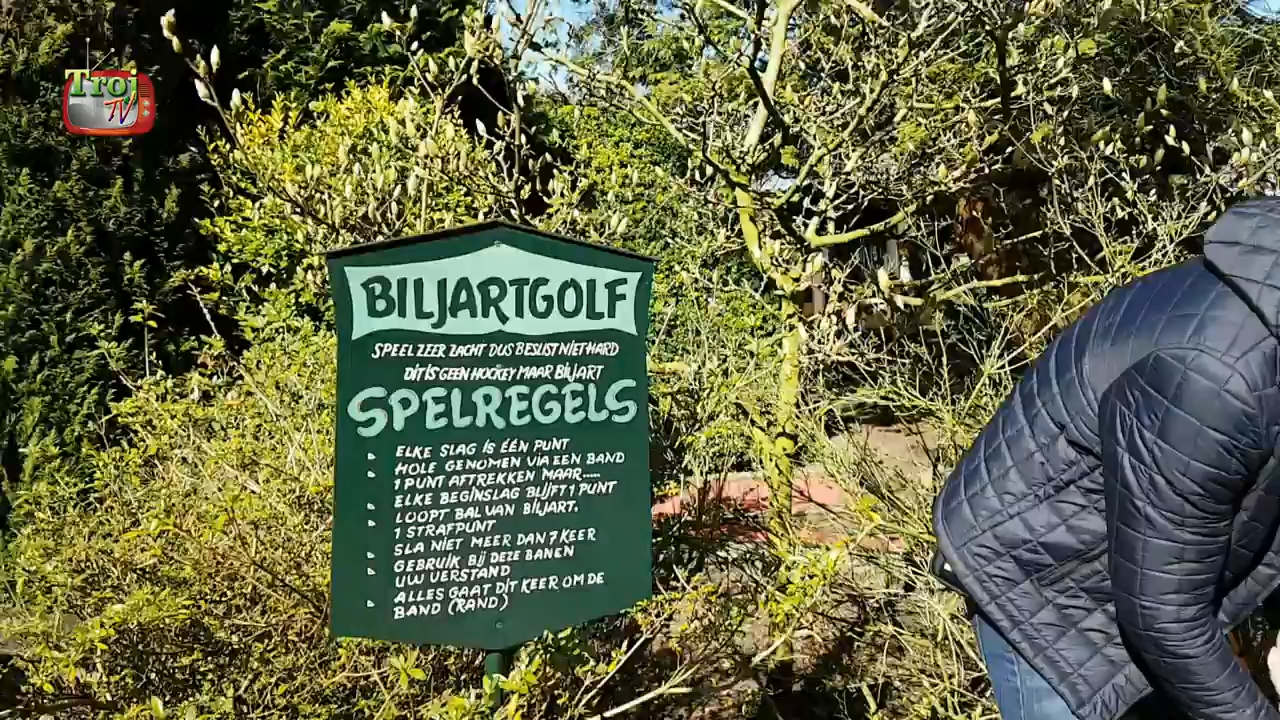 Troj
TV
BILJARTGOLF
SPEEL ZEER ZACHT DUS BESLIST NIET HARD
DIT IS GEEN HOCKEY MAAR BILJART
SPELREGELS
ELKE SLAG IS ÉÉN PUNT
HOLE GENOMEN VIA EEN BAND
1 PUNT AFTREKKEN MAAR.....
ELKE BEGINSLAG BLIJFT 1 PUNT
LOOPT BAL VAN BILJART.
1 STRAFPUNT
SLA NIET MEER DAN 7 KEER
GEBRUIK BIJ DEZE BANEN
UW VERSTAND
ALLES GAAT DIT KEER OM DE
BAND (RAND)